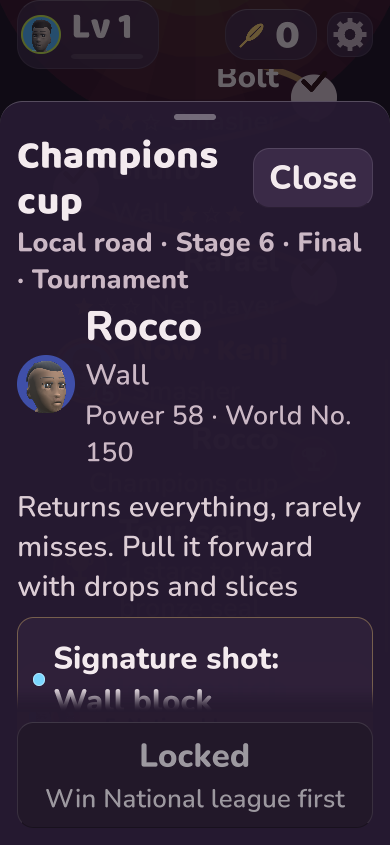 Lv 1
0
Bolt
Champions
cup
Close
Local road · Stage 6 · Final
· Tournament
Rocco
Wall
Power 58 · World No.
150
Returns everything, rarely
misses. Pull it forward
with drops and slices
Signature shot:
Wall block
Locked
Win National league first